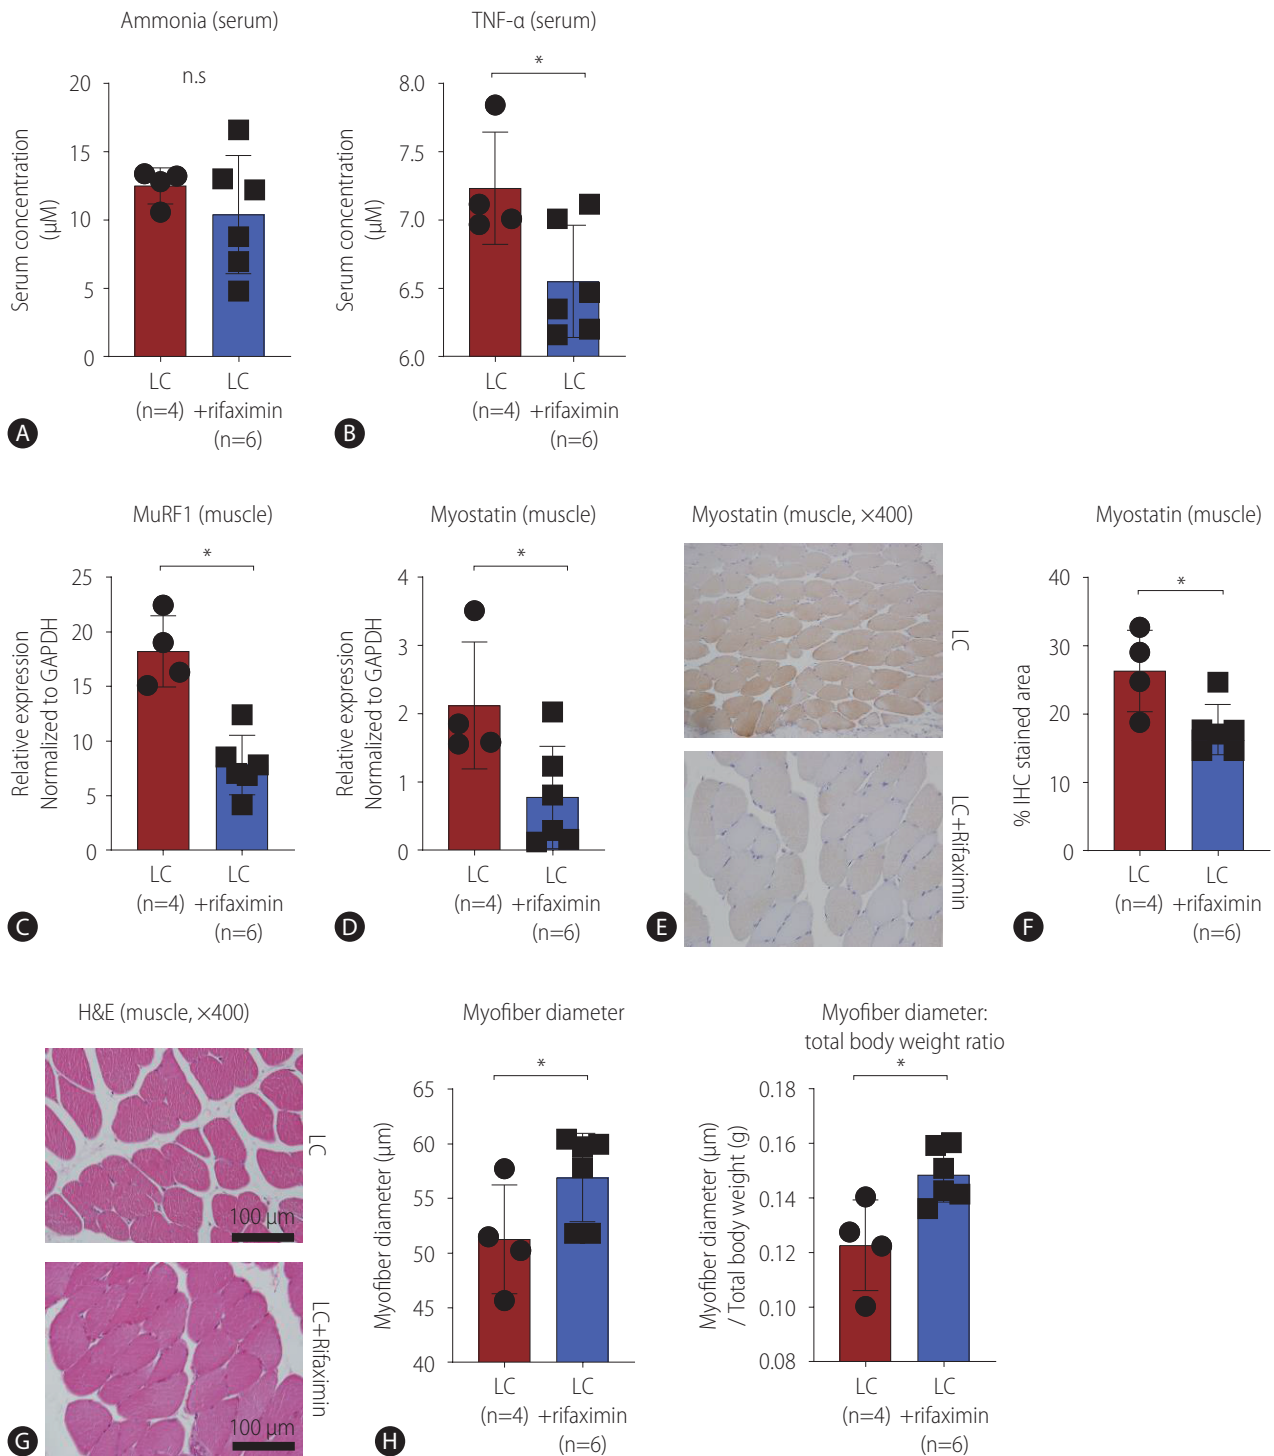 Ammonia (serum)
n.s
20
15
10
5
0
Serum concentration
(µM)
LC
(n=4)
LC
+rifaximin
(n=6)
A
TNF-α (serum)
*
8.0
7.5
7.0
6.5
6.0
Serum concentration
(µM)
LC
(n=4)
LC
+rifaximin
(n=6)
B
MuRF1 (muscle)
*
25
20
15
10
5
0
Relative expression
Normalized to GAPDH
LC
(n=4)
LC
+rifaximin
(n=6)
C
Myostatin (muscle)
*
4
3
2
1
0
Relative expression
Normalized to GAPDH
LC
(n=4)
LC
+rifaximin
(n=6)
D
Myostatin (muscle, ×400)
LC
LC+Rifaximin
E
Myostatin (muscle)
*
40
30
20
10
0
% IHC stained area
LC
(n=4)
LC
+rifaximin
(n=6)
F
H&E (muscle, ×400)
LC
100 µm
LC+Rifaximin
100 µm
G
Myofiber diameter
*
65
60
55
50
45
40
Myofiber diameter (µm)
LC
(n=4)
LC
+rifaximin
(n=6)
H
Myofiber diameter:
total body weight ratio
*
0.18
0.16
0.14
0.12
0.10
0.08
Myofiber diameter (µm)
/ Total body weight (g)
LC
(n=4)
LC
+rifaximin
(n=6)